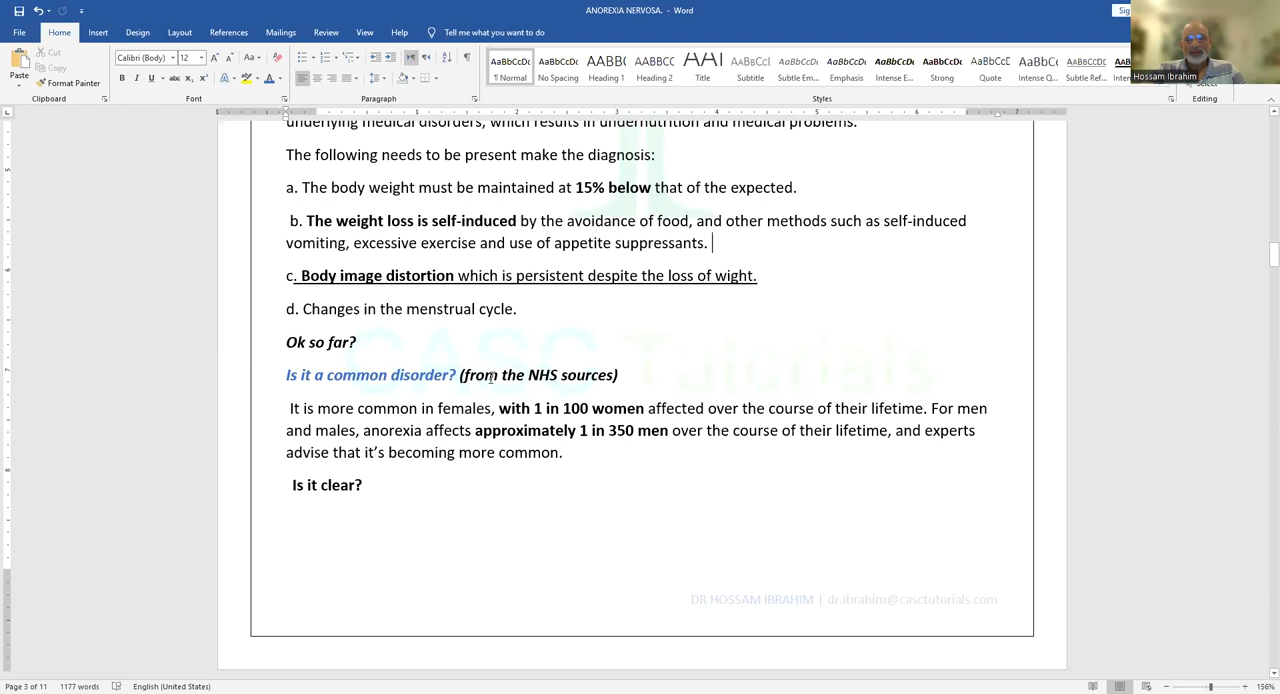 ANOREXIA NERVOSA. - Word
Sig
Hossam Ibrahim
File Home Insert Design Layout References Mailings Review View Help Tell me what you want to do
Paste
Cut
Copy
Format Painter
Clipboard
Calibri (Body) 12
Font
Paragraph
AaBbCcDc AaBbCcDc AaBbCc AaBbCc AaBbCc AaBbCcDc AaBbCcDc AaBbCcDc AaBbCcDc AaBbCcDc AaBbCcDc AaBbCcDc
¶ Normal No Spacing Heading 1 Heading 2 Title Subtitle Subtle Em... Emphasis Intense E... Strong Quote Intense Q... Subtle Ref... Inten
Styles
Select
Editing
underlying medical disorders, which results in undernutrition and medical problems.
The following needs to be present make the diagnosis:
a. The body weight must be maintained at 15% below that of the expected.
b. The weight loss is self-induced by the avoidance of food, and other methods such as self-induced
vomiting, excessive exercise and use of appetite suppressants.
c. Body image distortion which is persistent despite the loss of wight.
d. Changes in the menstrual cycle.
Ok so far?
CASC Tutorials
Is it a common disorder? (from the NHS sources)
It is more common in females, with 1 in 100 women affected over the course of their lifetime. For men
and males, anorexia affects approximately 1 in 350 men over the course of their lifetime, and experts
advise that it's becoming more common.
Is it clear?
DR HOSSAM IBRAHIM | dr.ibrahim@casctutorials.com
Page 3 of 11 1177 words English (United States) 156%